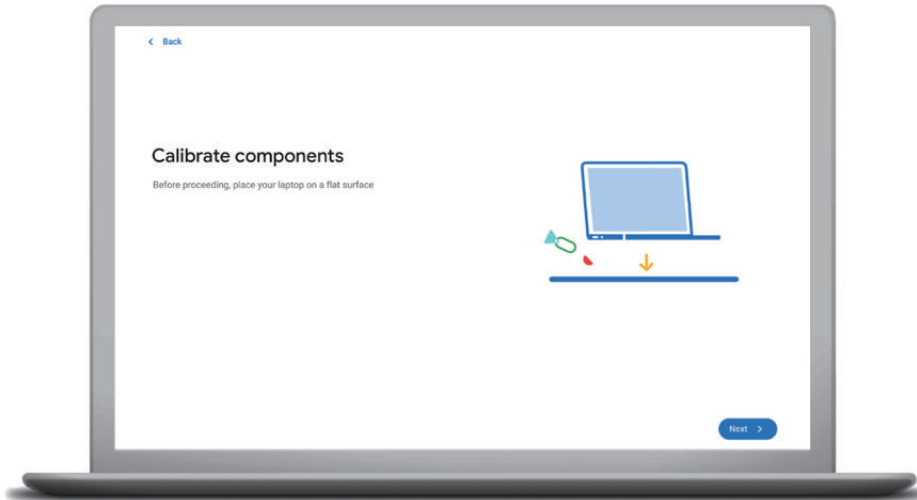 Back
Calibrate components
Before proceeding, place your laptop on a flat surface
Next